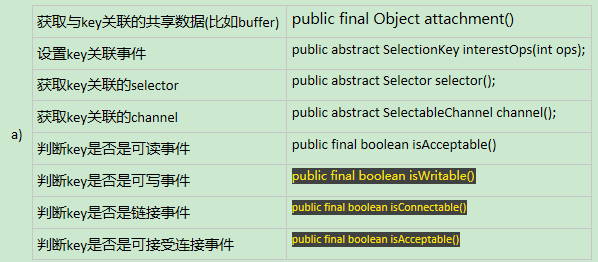 获取与key关联的共享数据(比如buffer) public final Object attachment()
设置key关联事件 public abstract SelectionKey interestOps(int ops);
获取key关联的selector public abstract Selector selector();
获取key关联的channel public abstract SelectableChannel channel();
a)
判断key是否是可读事件 public final boolean isAcceptable()
判断key是否是可写事件 public final boolean isWritable()
判断key是否是链接事件 public final boolean isConnectable()
判断key是否是可接受连接事件 public final boolean isAcceptable()